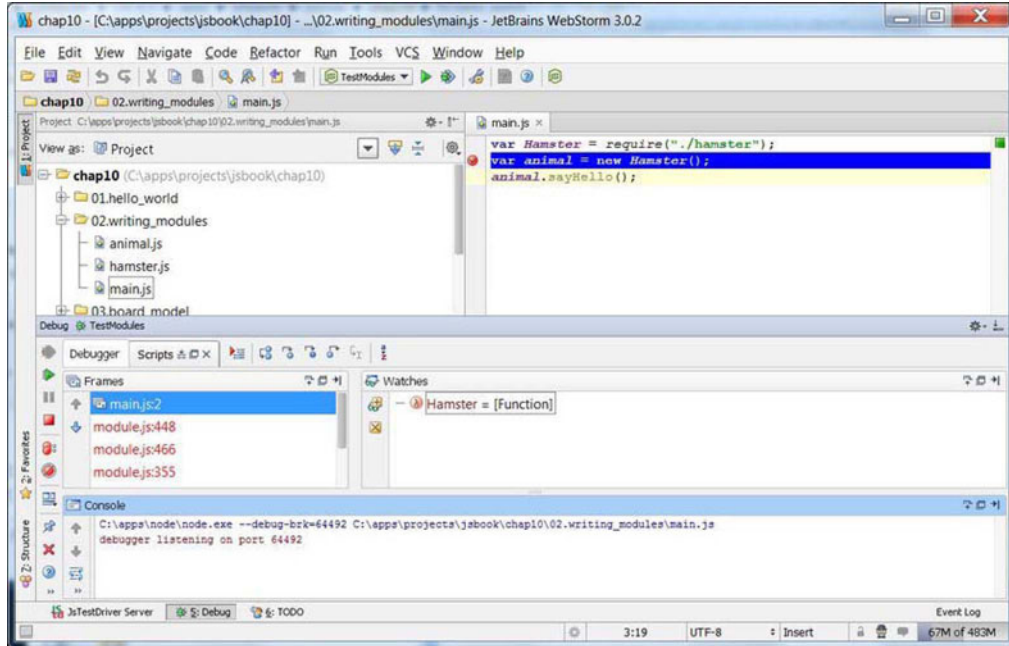 chap10 - [C:\apps\projects\jsbook\chap10] - ...\02.writing_modules\main.js - JetBrains WebStorm 3.0.2
File Edit View Navigate Code Refactor Run Tools VCS Window Help
TestModules
chap10 02.writing_modules main.js
1: Project
Project C:\apps\projects\jsbook\chap10\02.writing_modules\main.js
View as: Project
chap10 (C:\apps\projects\jsbook\chap10)
01.hello_world
02.writing_modules
animal.js
hamster.js
main.js
03.board_model
main.js
var Hamster = require("./hamster");
var animal = new Hamster();
animal.sayHello();
Debug TestModules
Debugger Scripts
Frames
main.js:2
module.js:448
module.js:466
module.js:355
Watches
Hamster = [Function]
2: Favorites
Z: Structure
Console
C:\apps\node\node.exe --debug-brk=64492 C:\apps\projects\jsbook\chap10\02.writing_modules\main.js
debugger listening on port 64492
JsTestDriver Server 5: Debug 6: TODO Event Log
3:19 UTF-8 Insert 67M of 483M